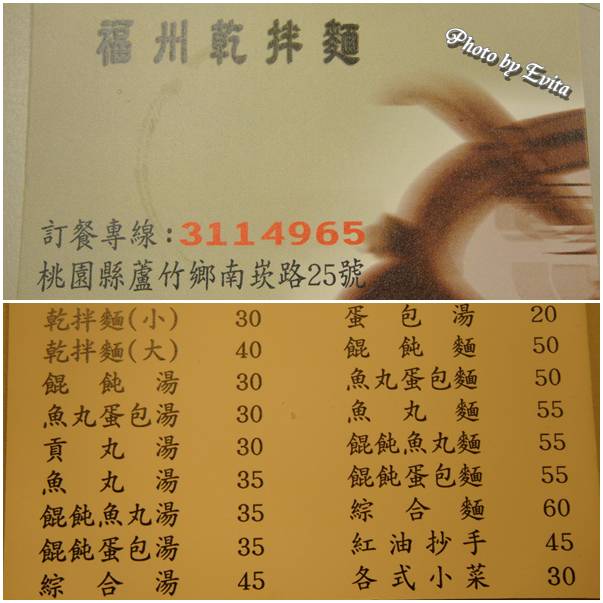 福州乾拌麵
Photo by Evita
訂餐專線:3114965
桃園縣蘆竹鄉南崁路25號
乾拌麵(小) 30
乾拌麵(大) 40
餛飩湯 30
魚丸蛋包湯 30
貢丸湯 30
魚丸湯 35
餛飩魚丸湯 35
餛飩蛋包湯 35
綜合湯 45
蛋包湯 20
餛飩麵 50
魚丸蛋包麵 50
魚丸麵 55
餛飩魚丸麵 55
餛飩蛋包麵 55
綜合麵 60
紅油抄手 45
各式小菜 30